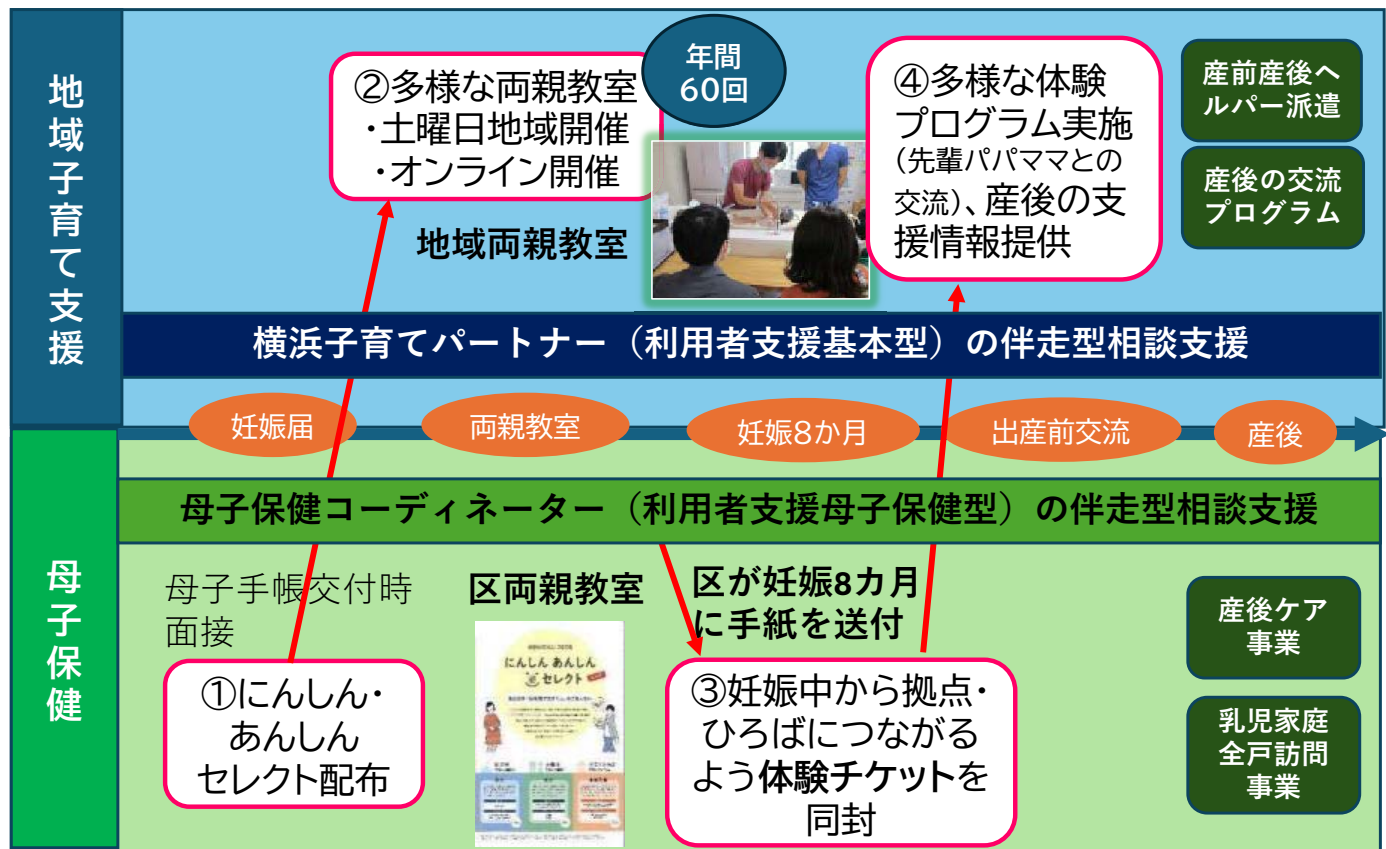 地域子育て支援
②多様な両親教室
・土曜日地域開催
・オンライン開催
年間
60回
地域両親教室
④多様な体験
プログラム実施
(先輩パパママとの
交流)、産後の支
援情報提供
産前産後ヘ
ルパー派遣
産後の交流
プログラム
横浜子育てパートナー（利用者支援基本型）の伴走型相談支援
妊娠届
両親教室
妊娠8か月
出産前交流
産後
母子保健
母子保健コーディネーター（利用者支援母子保健型）の伴走型相談支援
母子手帳交付時
面接
①にんしん・
あんしん
セレクト配布
区両親教室
にんしん あんしん
セレクト
区が妊娠8カ月
に手紙を送付
③妊娠中から拠点・
ひろばにつながる
よう体験チケットを
同封
産後ケア
事業
乳児家庭
全戸訪問
事業